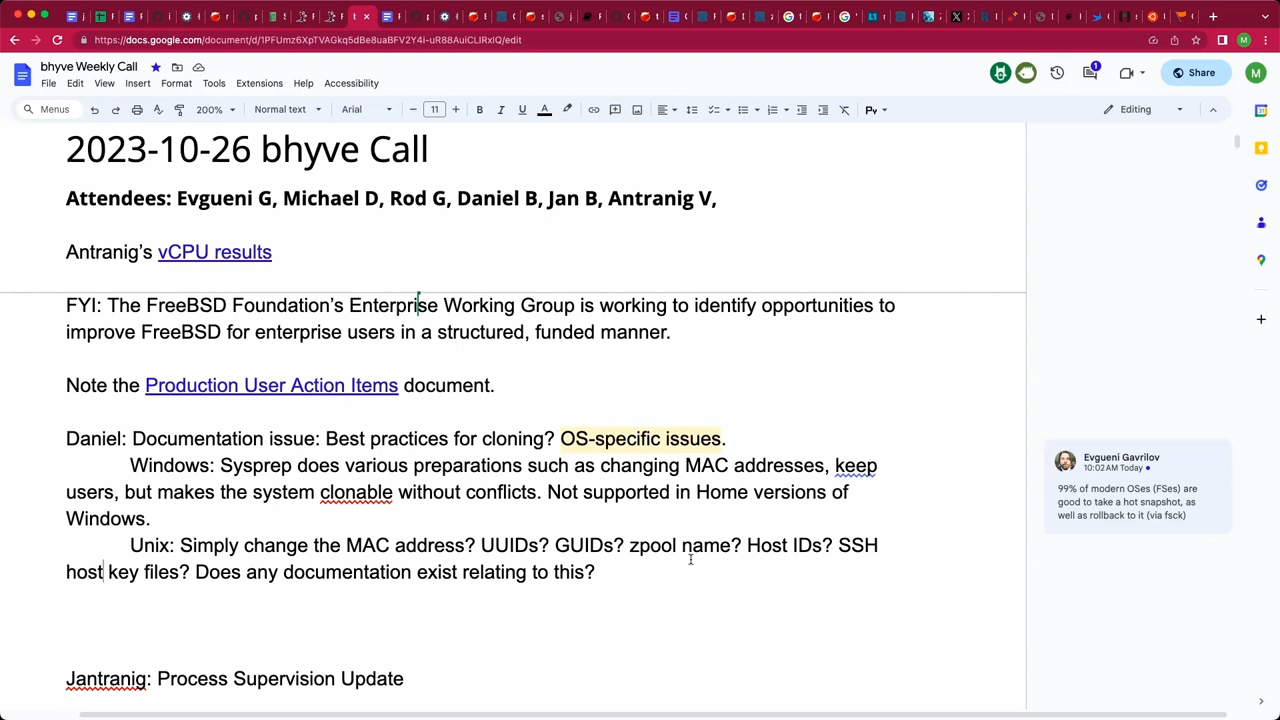 https://docs.google.com/document/d/1PFUmz6XpTVAGkq5dBe8uaBFV2Y4i-uR88AuiCLIRxIQ/edit
bhyve Weekly Call
File Edit View Insert Format Tools Extensions Help Accessibility
Share
M
Menus
200%
Normal text
Arial
11
Editing
2023-10-26 bhyve Call
Attendees: Evgueni G, Michael D, Rod G, Daniel B, Jan B, Antranig V,
Antranig’s vCPU results
FYI: The FreeBSD Foundation’s Enterprise Working Group is working to identify opportunities to
improve FreeBSD for enterprise users in a structured, funded manner.
Note the Production User Action Items document.
Daniel: Documentation issue: Best practices for cloning? OS-specific issues.
Windows: Sysprep does various preparations such as changing MAC addresses, keep
users, but makes the system clonable without conflicts. Not supported in Home versions of
Windows.
Unix: Simply change the MAC address? UUIDs? GUIDs? zpool name? Host IDs? SSH
host key files? Does any documentation exist relating to this?
Jantranig: Process Supervision Update
Evgueni Gavrilov
10:02 AM Today
99% of modern OSes (FSes) are
good to take a hot snapshot, as
well as rollback to it (via fsck)